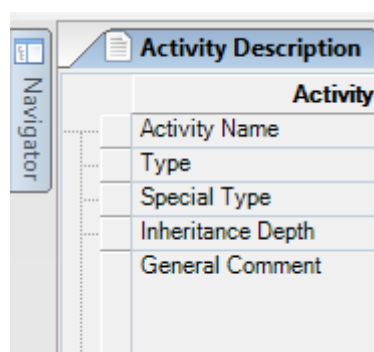 Navigator
Activity Description
Activity
Activity Name
Type
Special Type
Inheritance Depth
General Comment